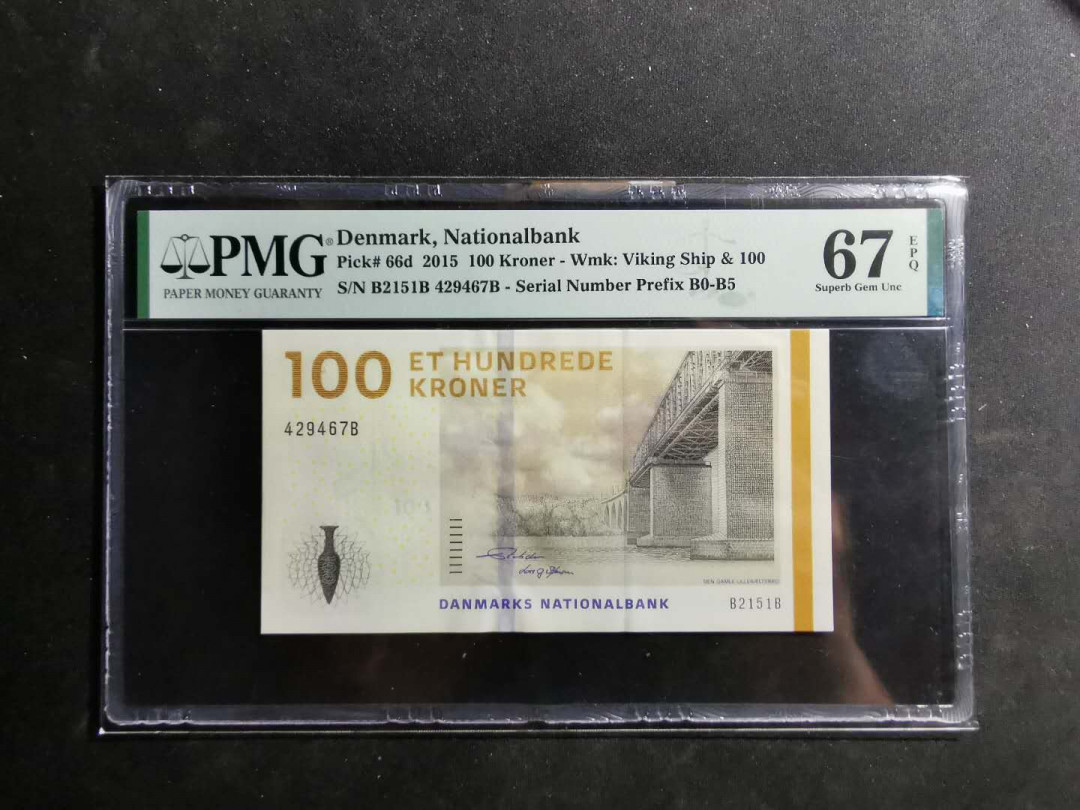 PMG®
PAPER MONEY GUARANTY
Denmark, Nationalbank
Pick# 66d 2015 100 Kroner - Wmk: Viking Ship & 100
S/N B2151B 429467B - Serial Number Prefix B0-B5
67
EPQ
Superb Gem Unc
100 ET HUNDREDE
KRONER
429467B
100
DANMARKS NATIONALBANK
B2151B